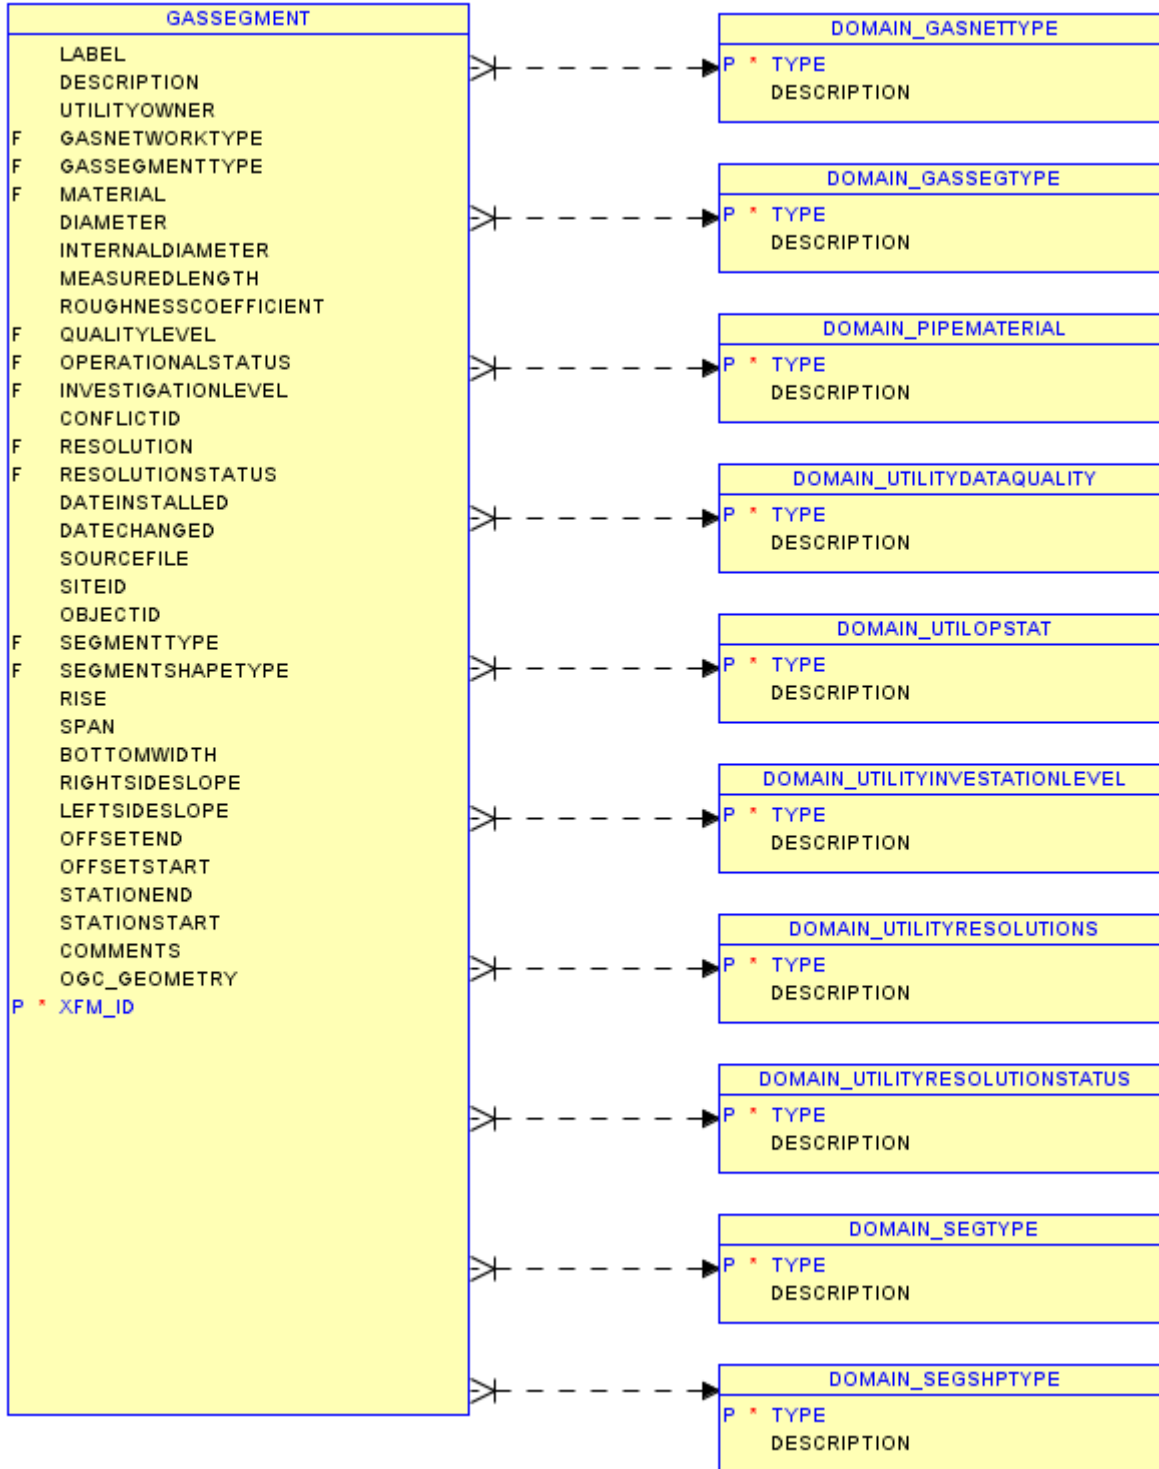 GASSEGMENT
LABEL
DESCRIPTION
UTILITYOWNER
F GASNETWORKTYPE
F GASSEGMENTTYPE
F MATERIAL
DIAMETER
INTERNALDIAMETER
MEASUREDLENGTH
ROUGHNESSCOEFFICIENT
F QUALITYLEVEL
F OPERATIONALSTATUS
F INVESTIGATIONLEVEL
CONFLICTID
F RESOLUTION
F RESOLUTIONSTATUS
DATEINSTALLED
DATECHANGED
SOURCEFILE
SITEID
OBJECTID
F SEGMENTTYPE
F SEGMENTSHAPETYPE
RISE
SPAN
BOTTOMWIDTH
RIGHTSIDESLOPE
LEFTSIDESLOPE
OFFSETEND
OFFSETSTART
STATIONEND
STATIONSTART
COMMENTS
OGC_GEOMETRY
P * XFM_ID
DOMAIN_GASNETTYPE
P * TYPE
DESCRIPTION
DOMAIN_GASSEGTYPE
P * TYPE
DESCRIPTION
DOMAIN_PIPEMATERIAL
P * TYPE
DESCRIPTION
DOMAIN_UTILITYDATAQUALITY
P * TYPE
DESCRIPTION
DOMAIN_UTILOPSTAT
P * TYPE
DESCRIPTION
DOMAIN_UTILITYINVESTATIONLEVEL
P * TYPE
DESCRIPTION
DOMAIN_UTILITYRESOLUTIONS
P * TYPE
DESCRIPTION
DOMAIN_UTILITYRESOLUTIONSTATUS
P * TYPE
DESCRIPTION
DOMAIN_SEGTYPE
P * TYPE
DESCRIPTION
DOMAIN_SEGSHPTYPE
P * TYPE
DESCRIPTION